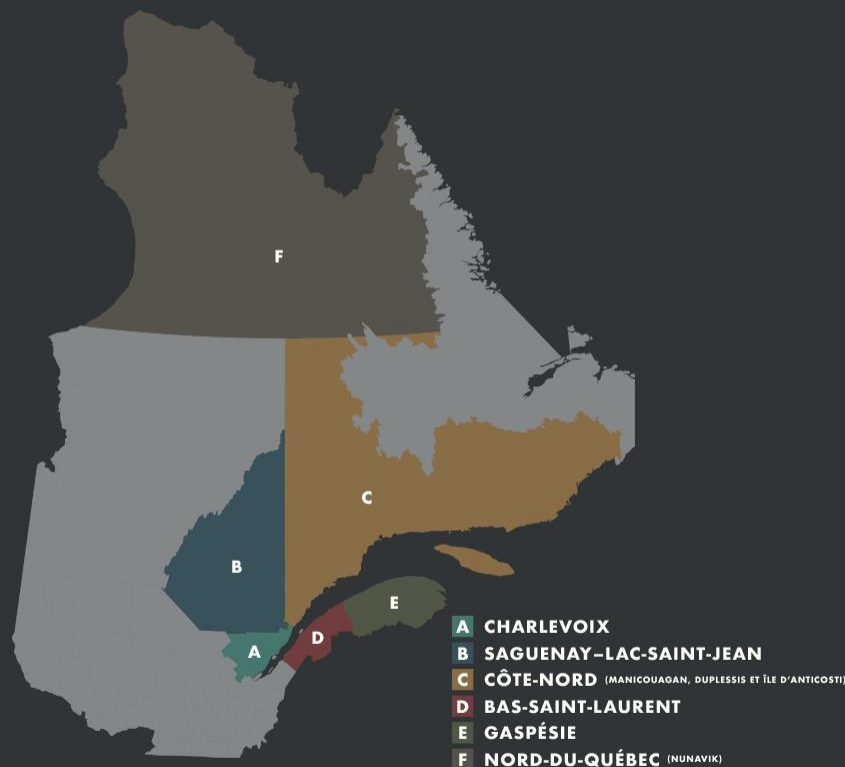 F
C
B
E
D
A
A CHARLEVOIX
B SAGUENAY–LAC-SAINT-JEAN
C CÔTE-NORD (MANICOUAGAN, DUPLESSIS ET ÎLE D'ANTICOSTI)
D BAS-SAINT-LAURENT
E GASPÉSIE
F NORD-DU-QUÉBEC (NUNAVIK)